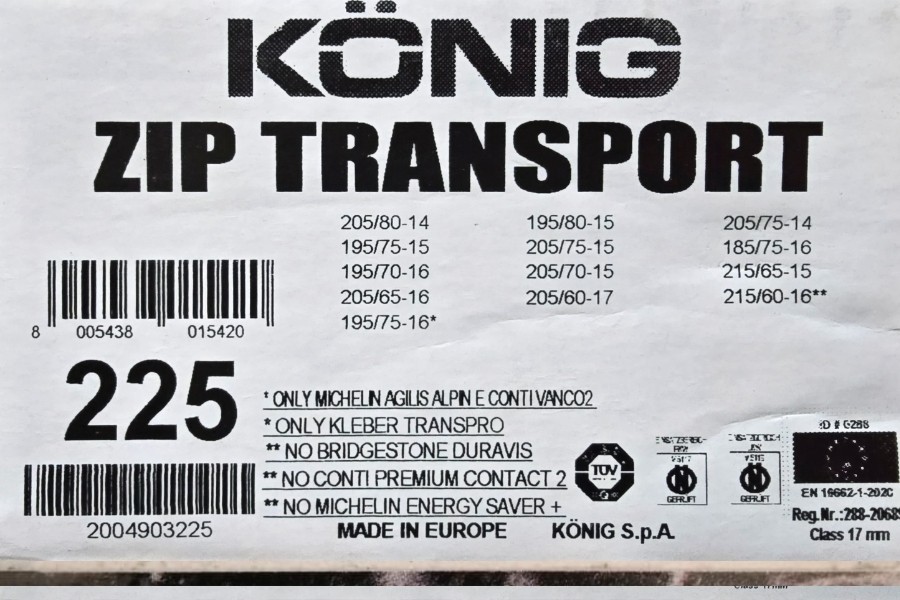 KÖNIG
ZIP TRANSPORT
205/80-14 195/80-15 205/75-14
195/75-15 205/75-15 185/75-16
195/70-16 205/70-15 215/65-15
205/65-16 205/60-17 215/60-16**
195/75-16*
8 005438 015420
225
* ONLY MICHELIN AGILIS ALPIN E CONTI VANCO2
* ONLY KLEBER TRANSPRO
** NO BRIDGESTONE DURAVIS
** NO CONTI PREMIUM CONTACT 2
** NO MICHELIN ENERGY SAVER +
2004903225
MADE IN EUROPE KÖNIG S.p.A.
TÜV
V5117
GEPRÜFT
GEPRÜFT
ID # 0288
EN 16662-1-2020
Reg.Nr.:288-2068
Class 17 mm